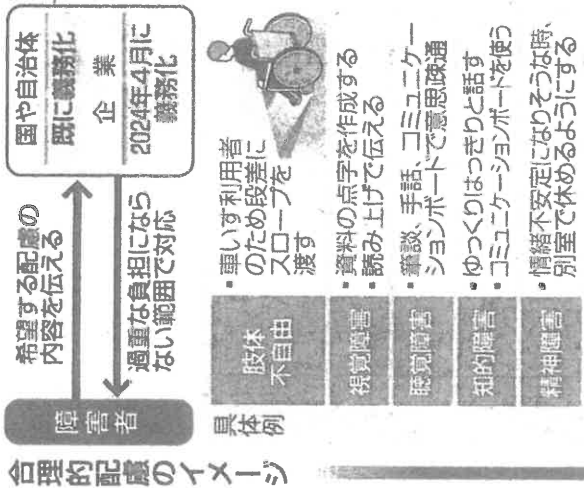 合理的配慮のイメージ
障害者
希望する配慮の
内容を伝える
過重な負担になら
ない範囲で対応
国や自治体
既に義務化
企業
2024年4月に
義務化
具体例
肢体
不自由
・車いす利用者
のため段差に
スロープを
渡す
視覚障害
・資料の点字を作成する
・読み上げて伝える
聴覚障害
・筆談、手話、コミュニケー
ションボードで意思疎通
知的障害
・ゆっくりはっきりと話す
・コミュニケーションボードを使う
精神障害
・情緒不安定になりそうな時、
別室で休めるようにする